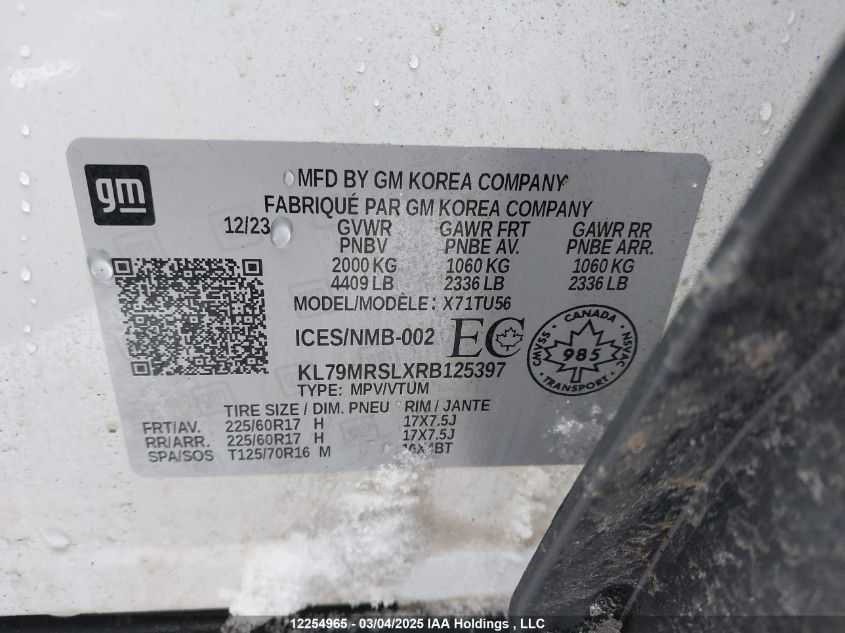 gm
MFD BY GM KOREA COMPANY
FABRIQUÉ PAR GM KOREA COMPANY
12/23 GVWR GAWR FRT GAWR RR
PNBV PNBE AV. PNBE ARR.
2000 KG 1060 KG 1060 KG
4409 LB 2336 LB 2336 LB
MODEL/MODÈLE: X71TU56
ICES/NMB-002 EC
CANADA
CMVSS 985 NSVAC
TRANSPORT
KL79MRSLXRB125397
TYPE: MPV/VTUM
TIRE SIZE / DIM. PNEU RIM / JANTE
FRT/AV. 225/60R17 H 17X7.5J
RR/ARR. 225/60R17 H 17X7.5J
SPA/SOS T125/70R16 M 16X4BT
12254965 - 03/04/2025 IAA Holdings , LLC